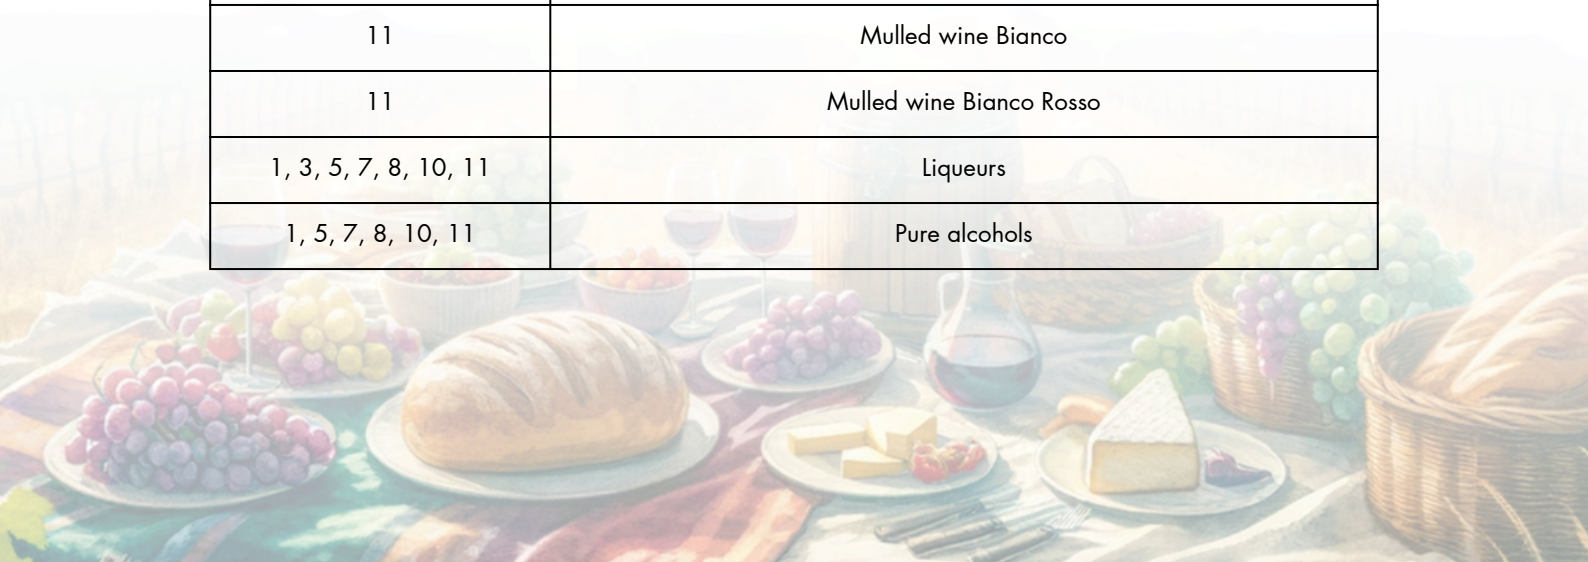 11 Mulled wine Bianco
11 Mulled wine Bianco Rosso
1, 3, 5, 7, 8, 10, 11 Liqueurs
1, 5, 7, 8, 10, 11 Pure alcohols